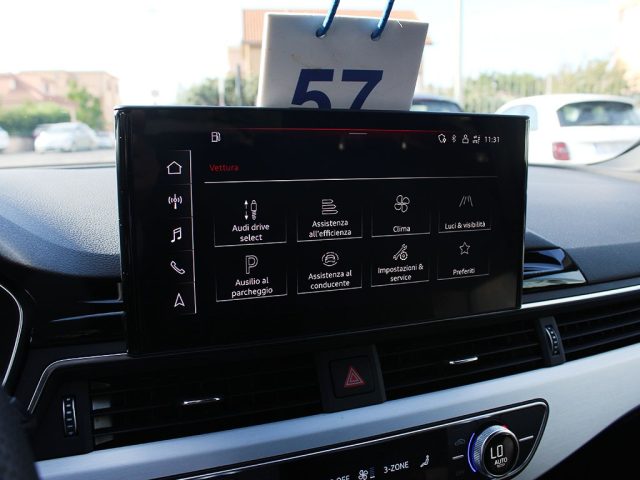 57
11:31
Vettura
Audi drive
select
Assistenza
all'efficienza
Clima
Luci & visibilità
Ausilio al
parcheggio
Assistenza al
conducente
Impostazioni &
service
Preferiti
OFF
3-ZONE
LO
AUTO